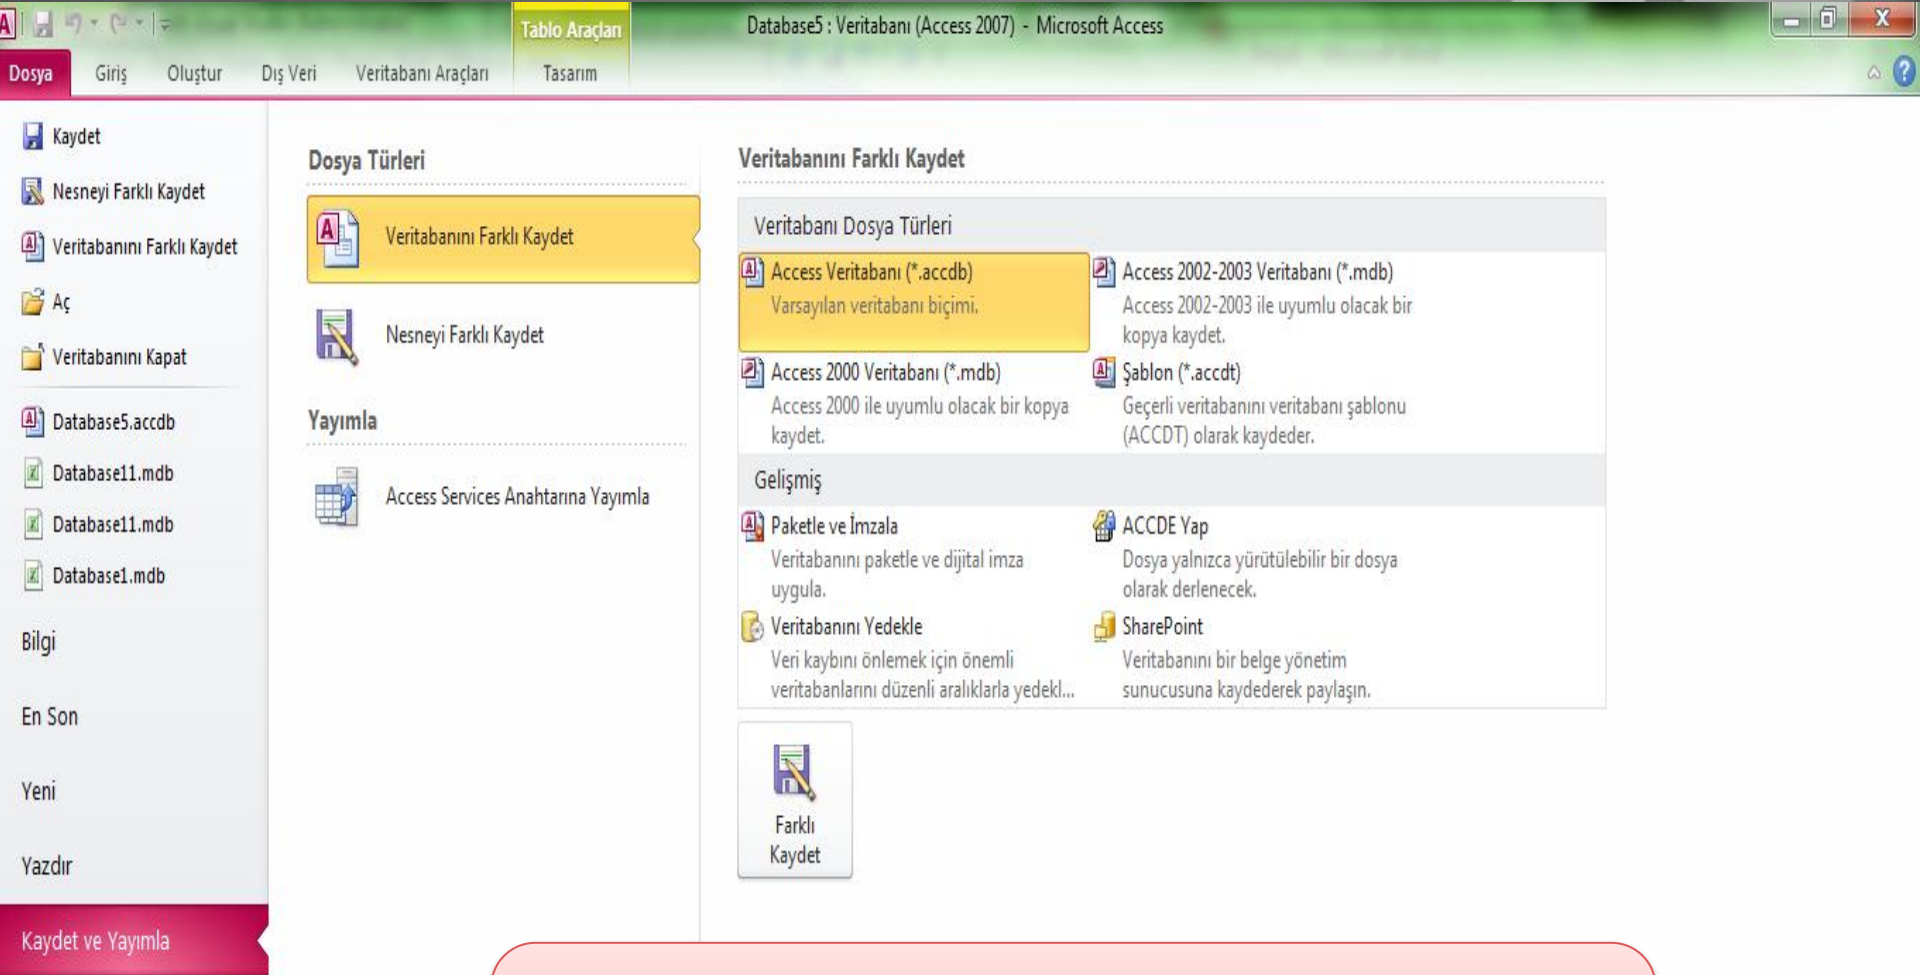 Tablo Araçları
Database5 : Veritabanı (Access 2007) - Microsoft Access
Dosya Giriş Oluştur Dış Veri Veritabanı Araçları Tasarım
Kaydet
Nesneyi Farklı Kaydet
Veritabanını Farklı Kaydet
Aç
Veritabanını Kapat
Database5.accdb
Database11.mdb
Database11.mdb
Database1.mdb
Bilgi
En Son
Yeni
Yazdır
Kaydet ve Yayımla
Dosya Türleri
Veritabanını Farklı Kaydet
Nesneyi Farklı Kaydet
Yayımla
Access Services Anahtarına Yayımla
Veritabanını Farklı Kaydet
Veritabanı Dosya Türleri
Access Veritabanı (*.accdb)
Varsayılan veritabanı biçimi.
Access 2002-2003 Veritabanı (*.mdb)
Access 2002-2003 ile uyumlu olacak bir
kopya kaydet.
Access 2000 Veritabanı (*.mdb)
Access 2000 ile uyumlu olacak bir kopya
kaydet.
Şablon (*.accdt)
Geçerli veritabanını veritabanı şablonu
(ACCDT) olarak kaydeder.
Gelişmiş
Paketle ve İmzala
Veritabanını paketle ve dijital imza
uygula.
ACCDE Yap
Dosya yalnızca yürütülebilir bir dosya
olarak derlenecek.
Veritabanını Yedekle
Veri kaybını önlemek için önemli
veritabanlarını düzenli aralıklarla yedekl...
SharePoint
Veritabanını bir belge yönetim
sunucusuna kaydederek paylaşın.
Farklı
Kaydet